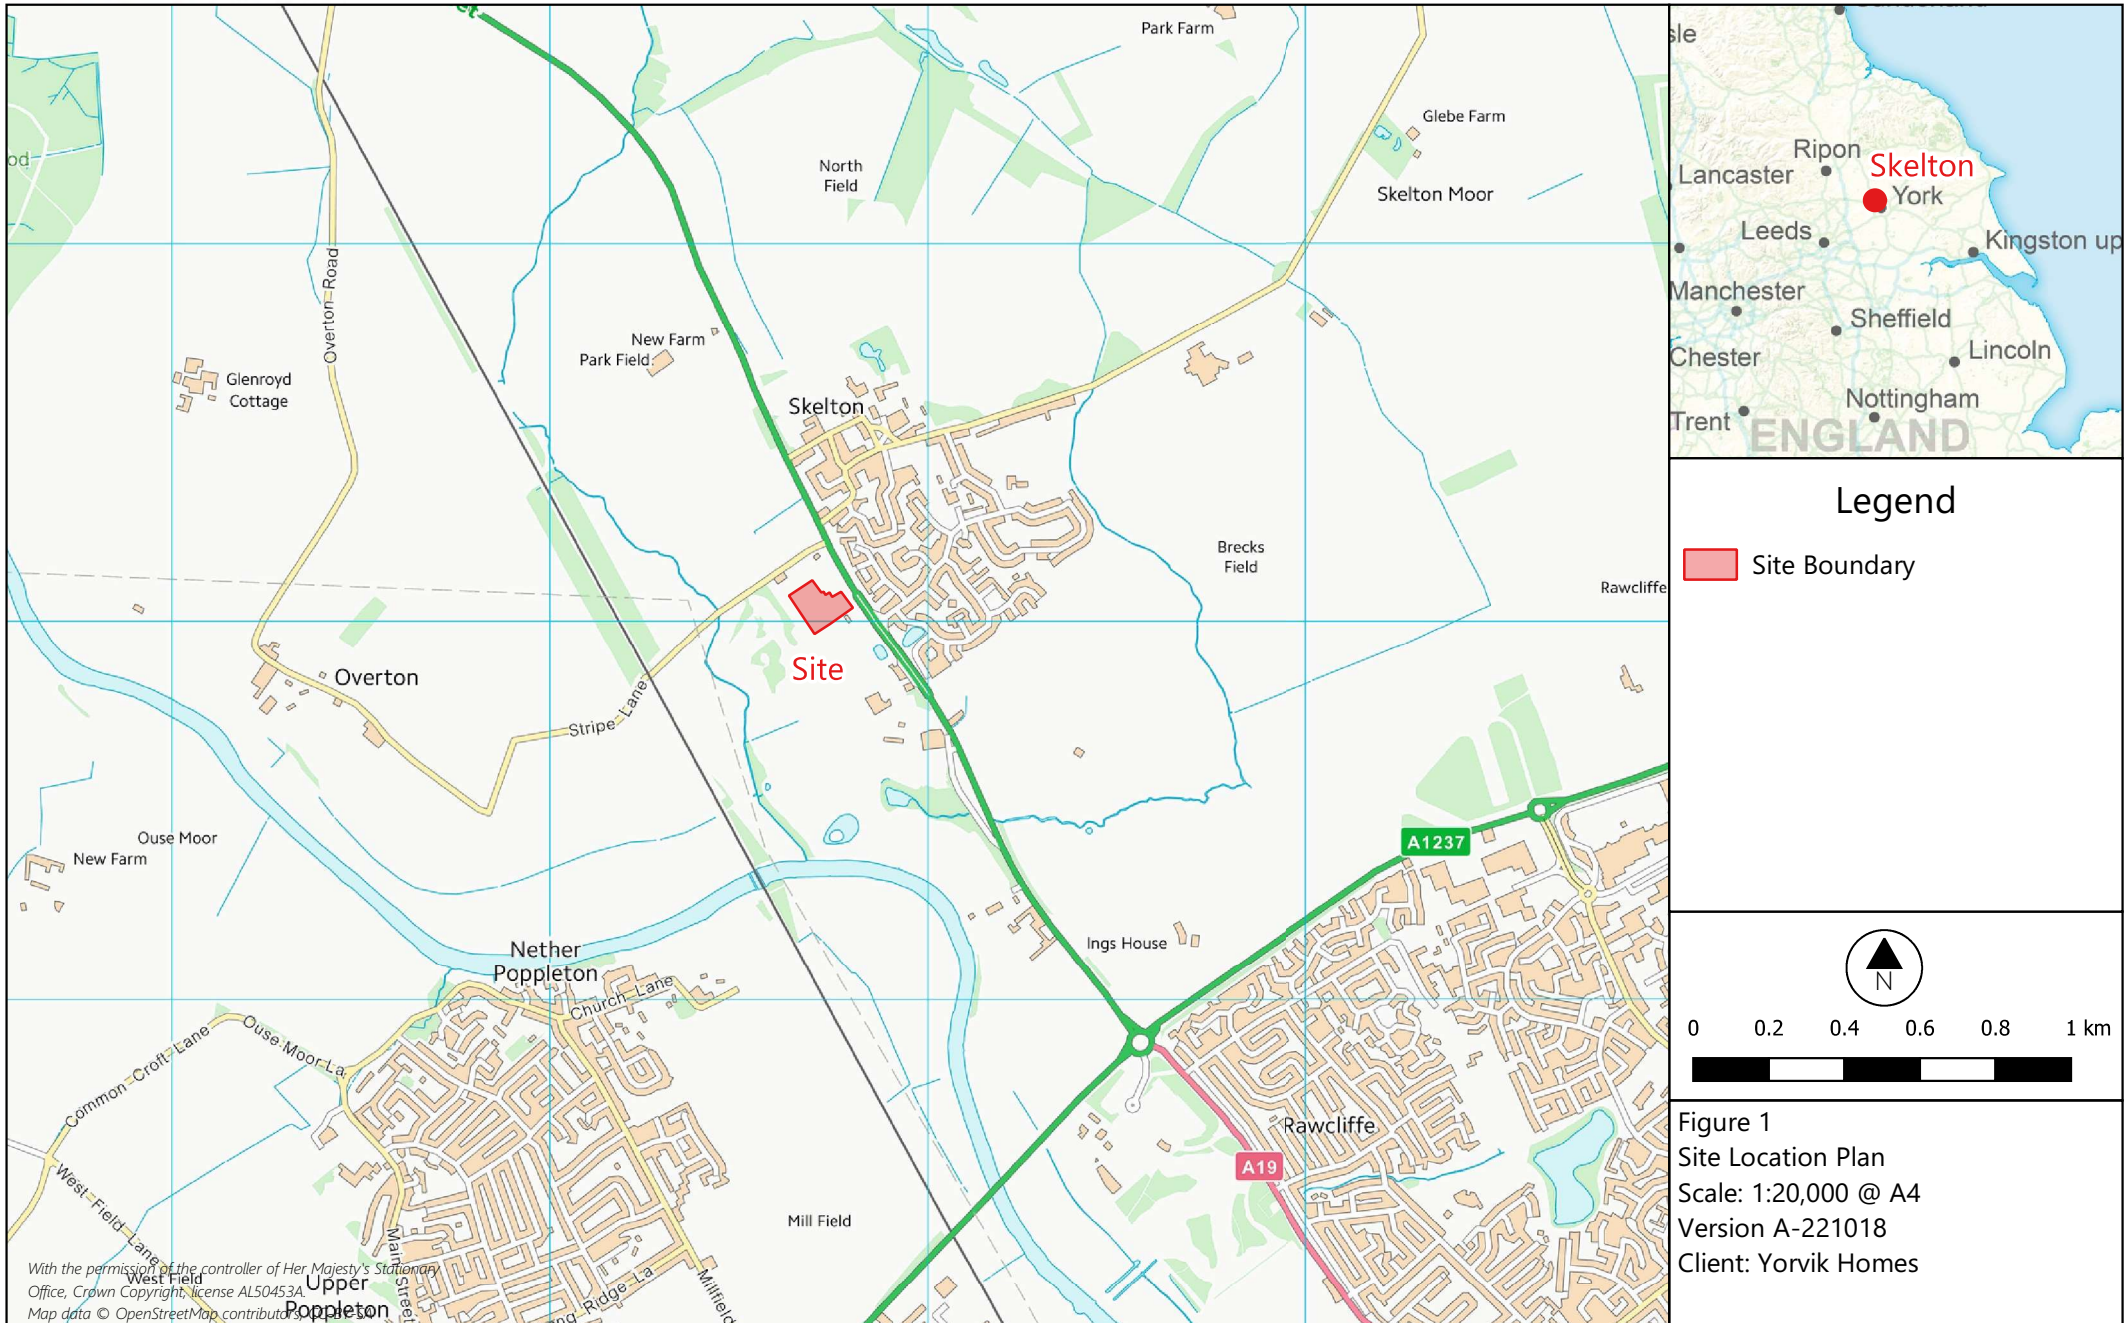 Park Farm
Glebe Farm
North
Field
Skelton Moor
Overton Road
New Farm
Park Field
Glenroyd
Cottage
Skelton
Brecks
Field
Rawcliffe
Site
Overton
Stripe Lane
Ouse Moor
New Farm
A1237
Nether
Poppleton
Ings House
Church Lane
Common Croft Lane
Ouse Moor La
Rawcliffe
A19
West Field Lane
Mill Field
Main Street
Millfield
Ridge La
West Field
Upper
Poppleton
With the permission of the controller of Her Majesty's Stationary
Office, Crown Copyright, license AL50453A.
Map data © OpenStreetMap contributors, CC-BY-SA
Ripon
Skelton
Lancaster
York
Leeds
Kingston up
Manchester
Sheffield
Chester
Lincoln
Nottingham
Trent
ENGLAND
Legend
Site Boundary
N
0 0.2 0.4 0.6 0.8 1 km
Figure 1
Site Location Plan
Scale: 1:20,000 @ A4
Version A-221018
Client: Yorvik Homes